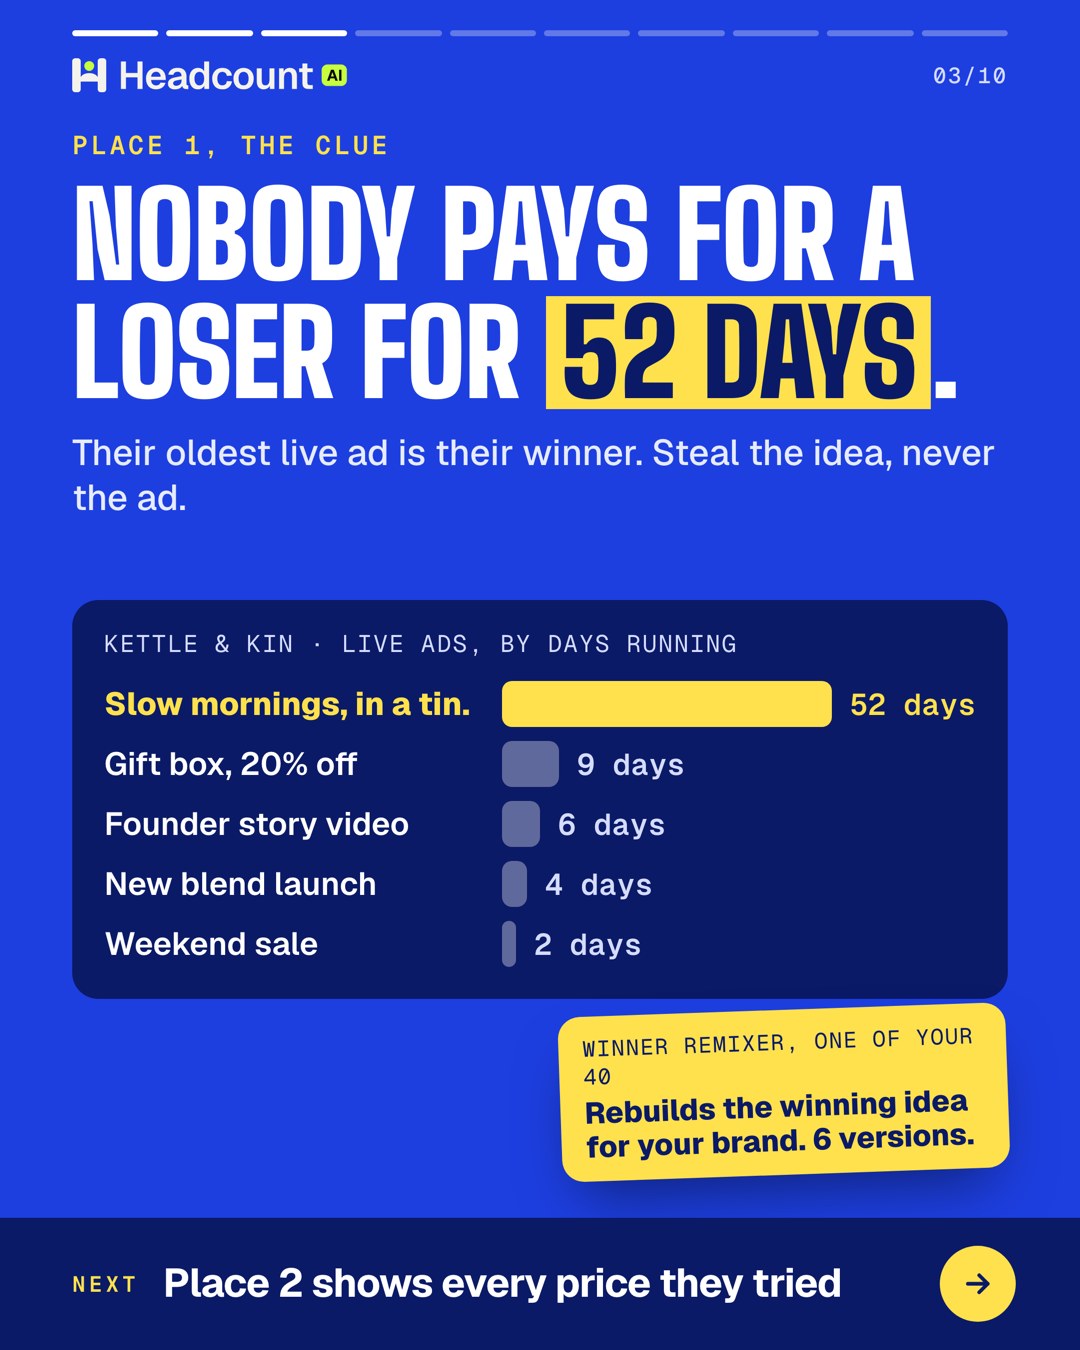 Headcount AI
03/10
PLACE 1, THE CLUE
NOBODY PAYS FOR A
LOSER FOR 52 DAYS.
Their oldest live ad is their winner. Steal the idea, never
the ad.
KETTLE & KIN · LIVE ADS, BY DAYS RUNNING
Slow mornings, in a tin. 52 days
Gift box, 20% off 9 days
Founder story video 6 days
New blend launch 4 days
Weekend sale 2 days
WINNER REMIXER, ONE OF YOUR
40
Rebuilds the winning idea
for your brand. 6 versions.
NEXT Place 2 shows every price they tried